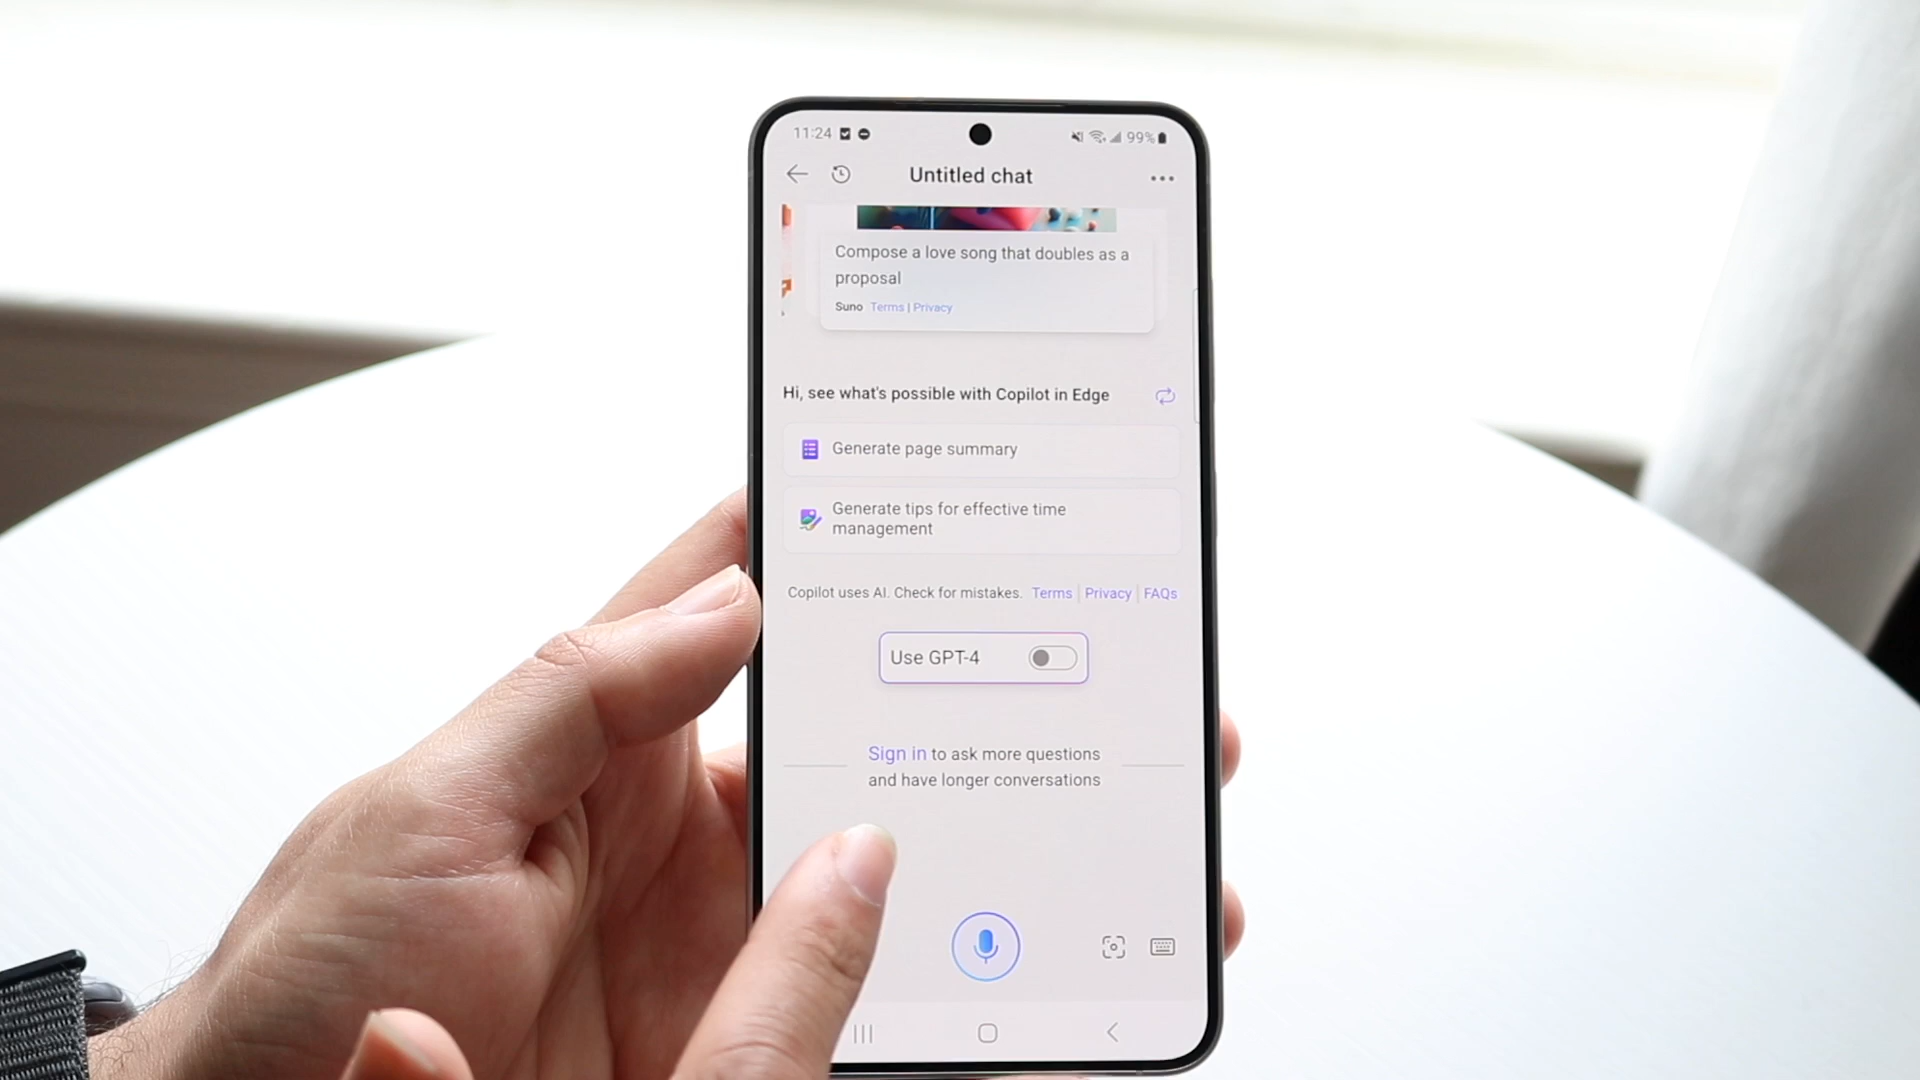 11:24 99%
Untitled chat
Compose a love song that doubles as a
proposal
Suno Terms | Privacy
Hi, see what's possible with Copilot in Edge
Generate page summary
Generate tips for effective time
management
Copilot uses AI. Check for mistakes. Terms | Privacy | FAQs
Use GPT-4
Sign in to ask more questions
and have longer conversations